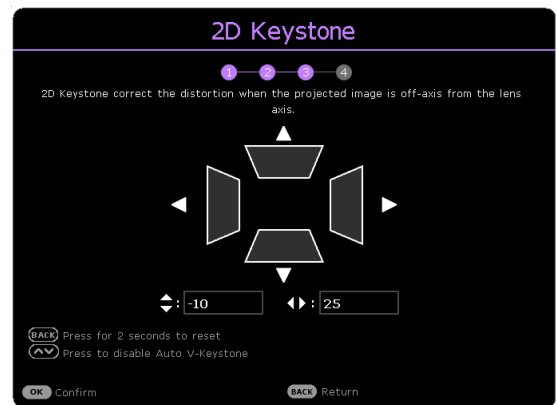 2D Keystone
1 2 3 4
2D Keystone correct the distortion when the projected image is off-axis from the lens
axis.
: -10 : 25
BACK Press for 2 seconds to reset
Press to disable Auto V-Keystone
OK Confirm BACK Return